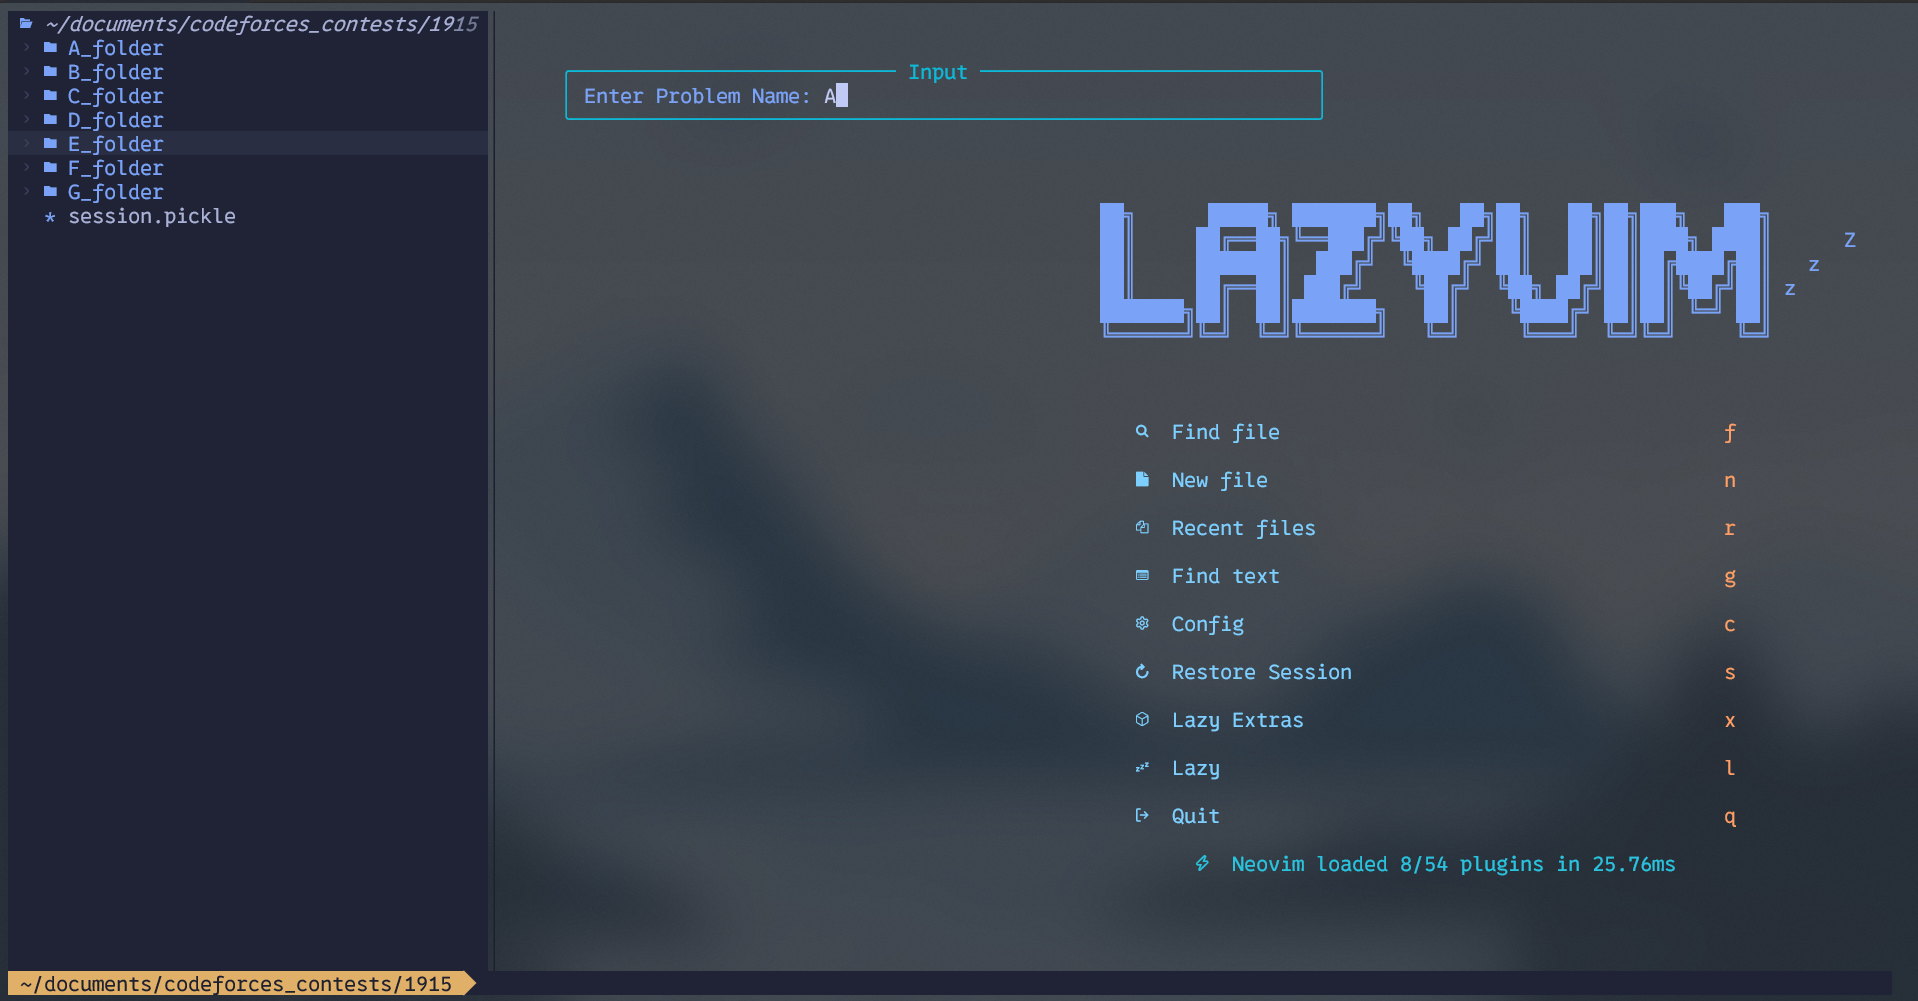 ~/documents/codeforces_contests/1915
A_folder
B_folder
C_folder
D_folder
E_folder
F_folder
G_folder
* session.pickle
Input
Enter Problem Name: A
LAZYVIM
Z
z
z
Find file f
New file n
Recent files r
Find text g
Config c
Restore Session s
Lazy Extras x
Lazy l
Quit q
Neovim loaded 8/54 plugins in 25.76ms
~/documents/codeforces_contests/1915